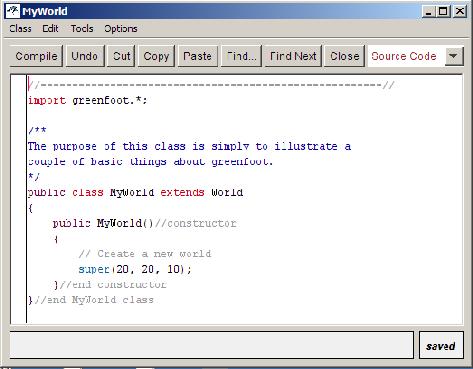 MyWorld
Class Edit Tools Options
Compile Undo Cut Copy Paste Find... Find Next Close Source Code
//------------------------------------------------------//
import greenfoot.*;
/**
The purpose of this class is simply to illustrate a
couple of basic things about greenfoot.
*/
public class MyWorld extends World
{
public MyWorld()//constructor
{
// Create a new world
super(20, 20, 10);
}//end constructor
}//end MyWorld class
saved